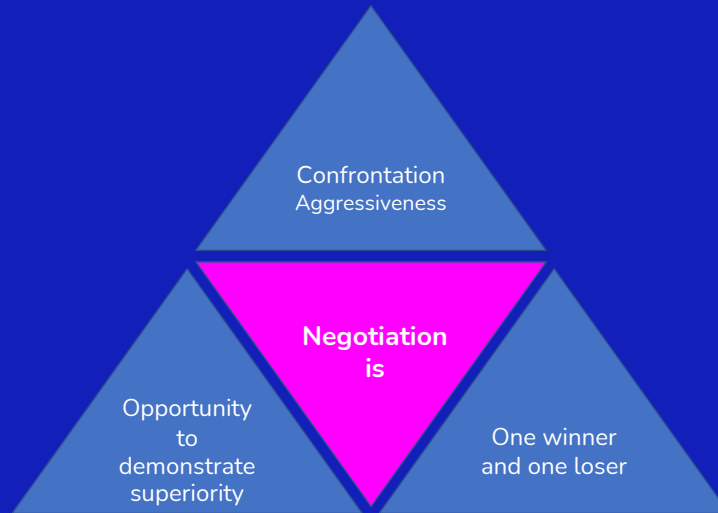 Confrontation
Aggressiveness
Negotiation
is
Opportunity
to
demonstrate
superiority
One winner
and one loser